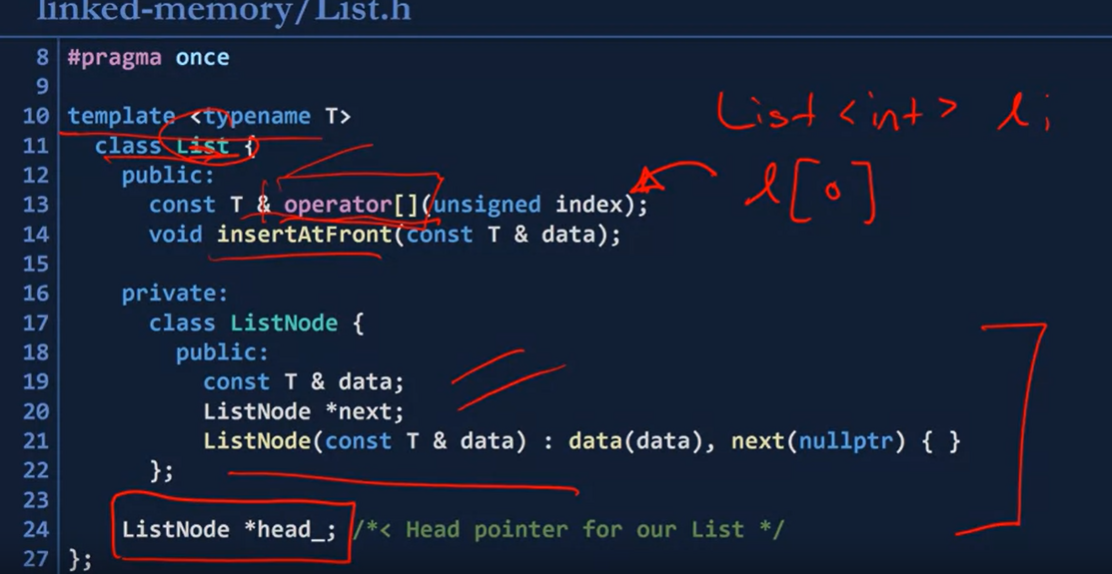 linked-memory/List.h
8 #pragma once
9
10 template <typename T>
List<int> l;
11 class List {
12 public:
13 const T & operator[](unsigned index);
l[0]
14 void insertAtFront(const T & data);
15
16 private:
17 class ListNode {
18 public:
19 const T & data;
20 ListNode *next;
21 ListNode(const T & data) : data(data), next(nullptr) { }
22 };
23
24 ListNode *head_; /*< Head pointer for our List */
27 };